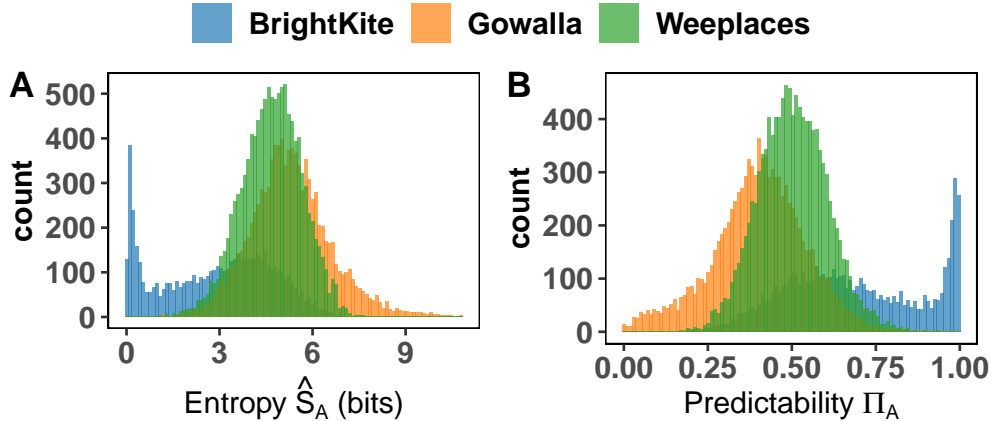 BrightKite Gowalla Weeplaces
A
count
500
400
300
200
100
0
0 3 6 9
Entropy Ŝ_A (bits)
B
count
400
300
200
100
0
0.00 0.25 0.50 0.75 1.00
Predictability Π_A